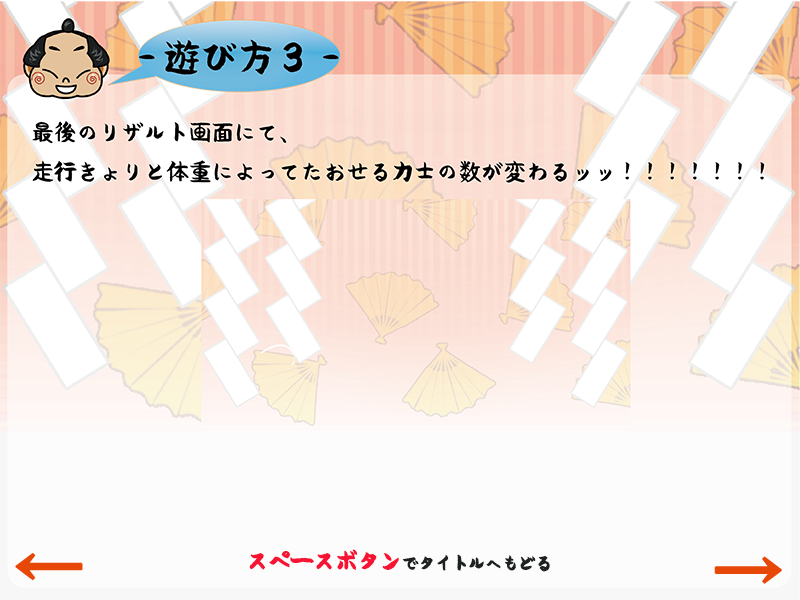 - 遊び方３ -
最後のリザルト画面にて、
走行きょりと体重によってたおせる力士の数が変わるッッ！！！！！！！
スペースボタンでタイトルへもどる